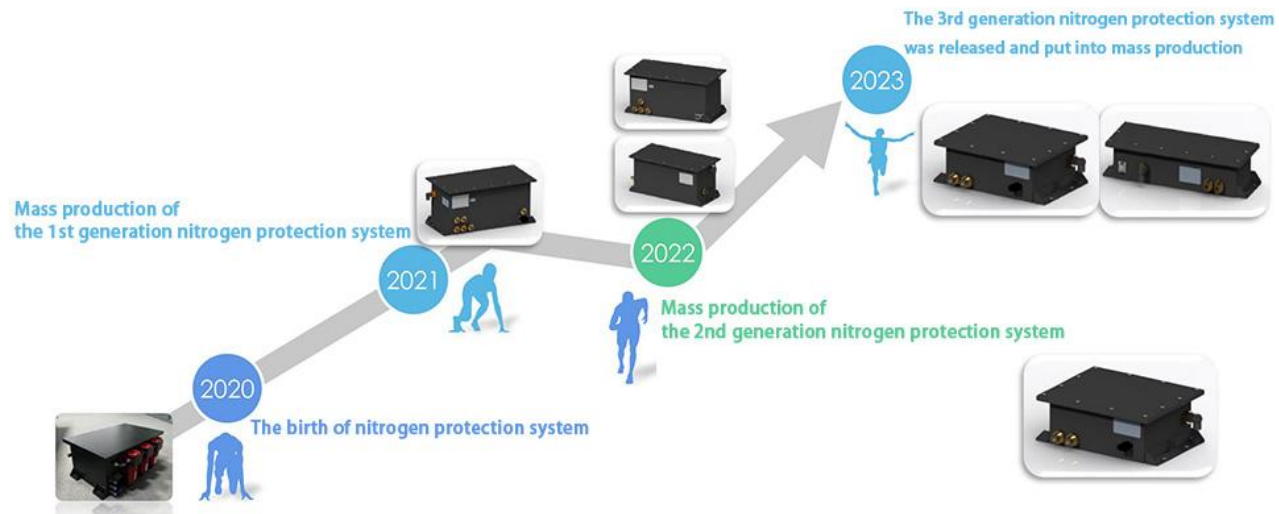 The 3rd generation nitrogen protection system
was released and put into mass production
2023
Mass production of
the 1st generation nitrogen protection system
2021
2022
Mass production of
the 2nd generation nitrogen protection system
2020
The birth of nitrogen protection system